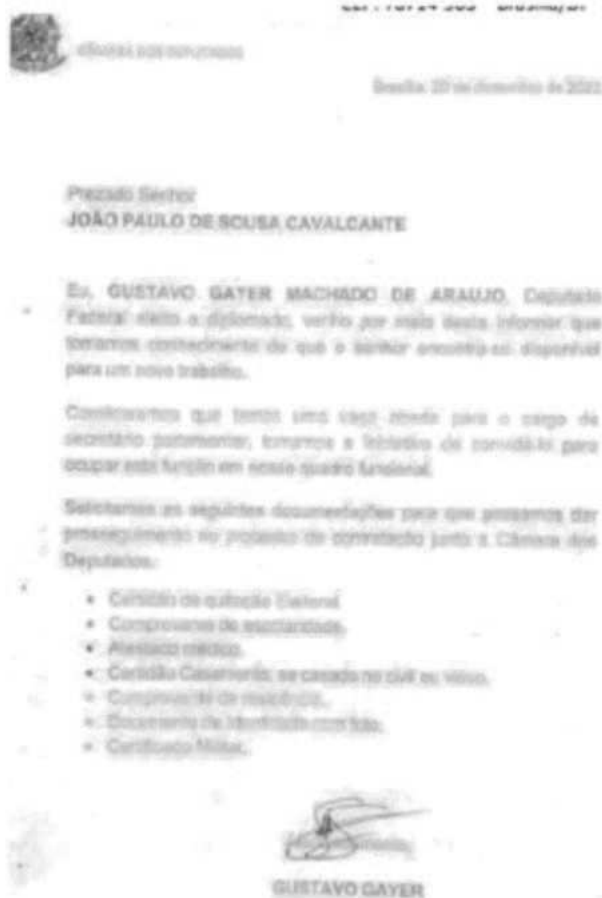 CÂMARA DOS DEPUTADOS
Brasília, 20 de dezembro de
Prezado Senhor
JOÃO PAULO DE SOUSA CAVALCANTE
Eu, GUSTAVO GAYER MACHADO DE ARAUJO, Deputado
Federal eleito e diplomado, venho por meio desta informar que
tomamos conhecimento de que o senhor encontra-se disponível
para um novo trabalho.
que temos uma vaga aberta para o cargo de
secretário parlamentar, tomamos a iniciativa de convidá-lo para
ocupar esta função em nosso quadro funcional.
Solicitamos as seguintes documentações para que possamos dar
prosseguimento no processo de contratação junto a Câmara dos
Deputados.
• Certidão de quitação Eleitoral
• Comprovante de escolaridade.
• Atestado médico.
• Certidão Casamento, se casado no civil ou viúvo.
• Comprovante de residência.
• Documento de Identidade com foto.
• Certificado Militar.
GUSTAVO GAYER